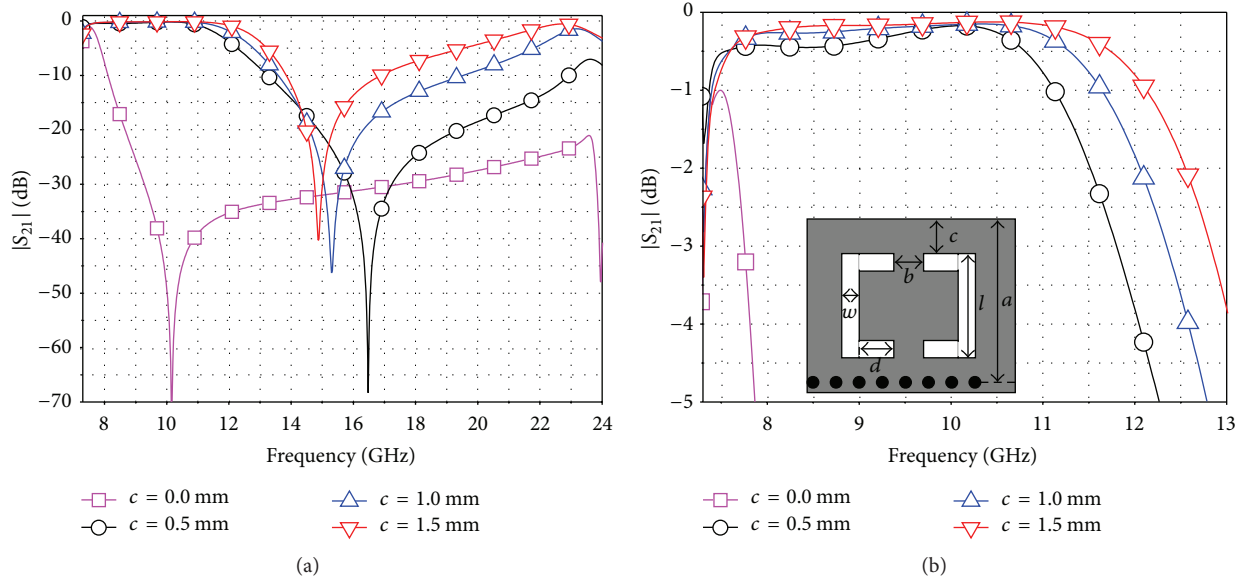 0
−10
−20
−30
−40
−50
−60
−70
|S21| (dB)
8 10 12 14 16 18 20 22 24
Frequency (GHz)
c = 0.0 mm
c = 0.5 mm
c = 1.0 mm
c = 1.5 mm
(a)
0
−1
−2
−3
−4
−5
|S21| (dB)
c
b
w
l
a
d
8 9 10 11 12 13
Frequency (GHz)
c = 0.0 mm
c = 0.5 mm
c = 1.0 mm
c = 1.5 mm
(b)